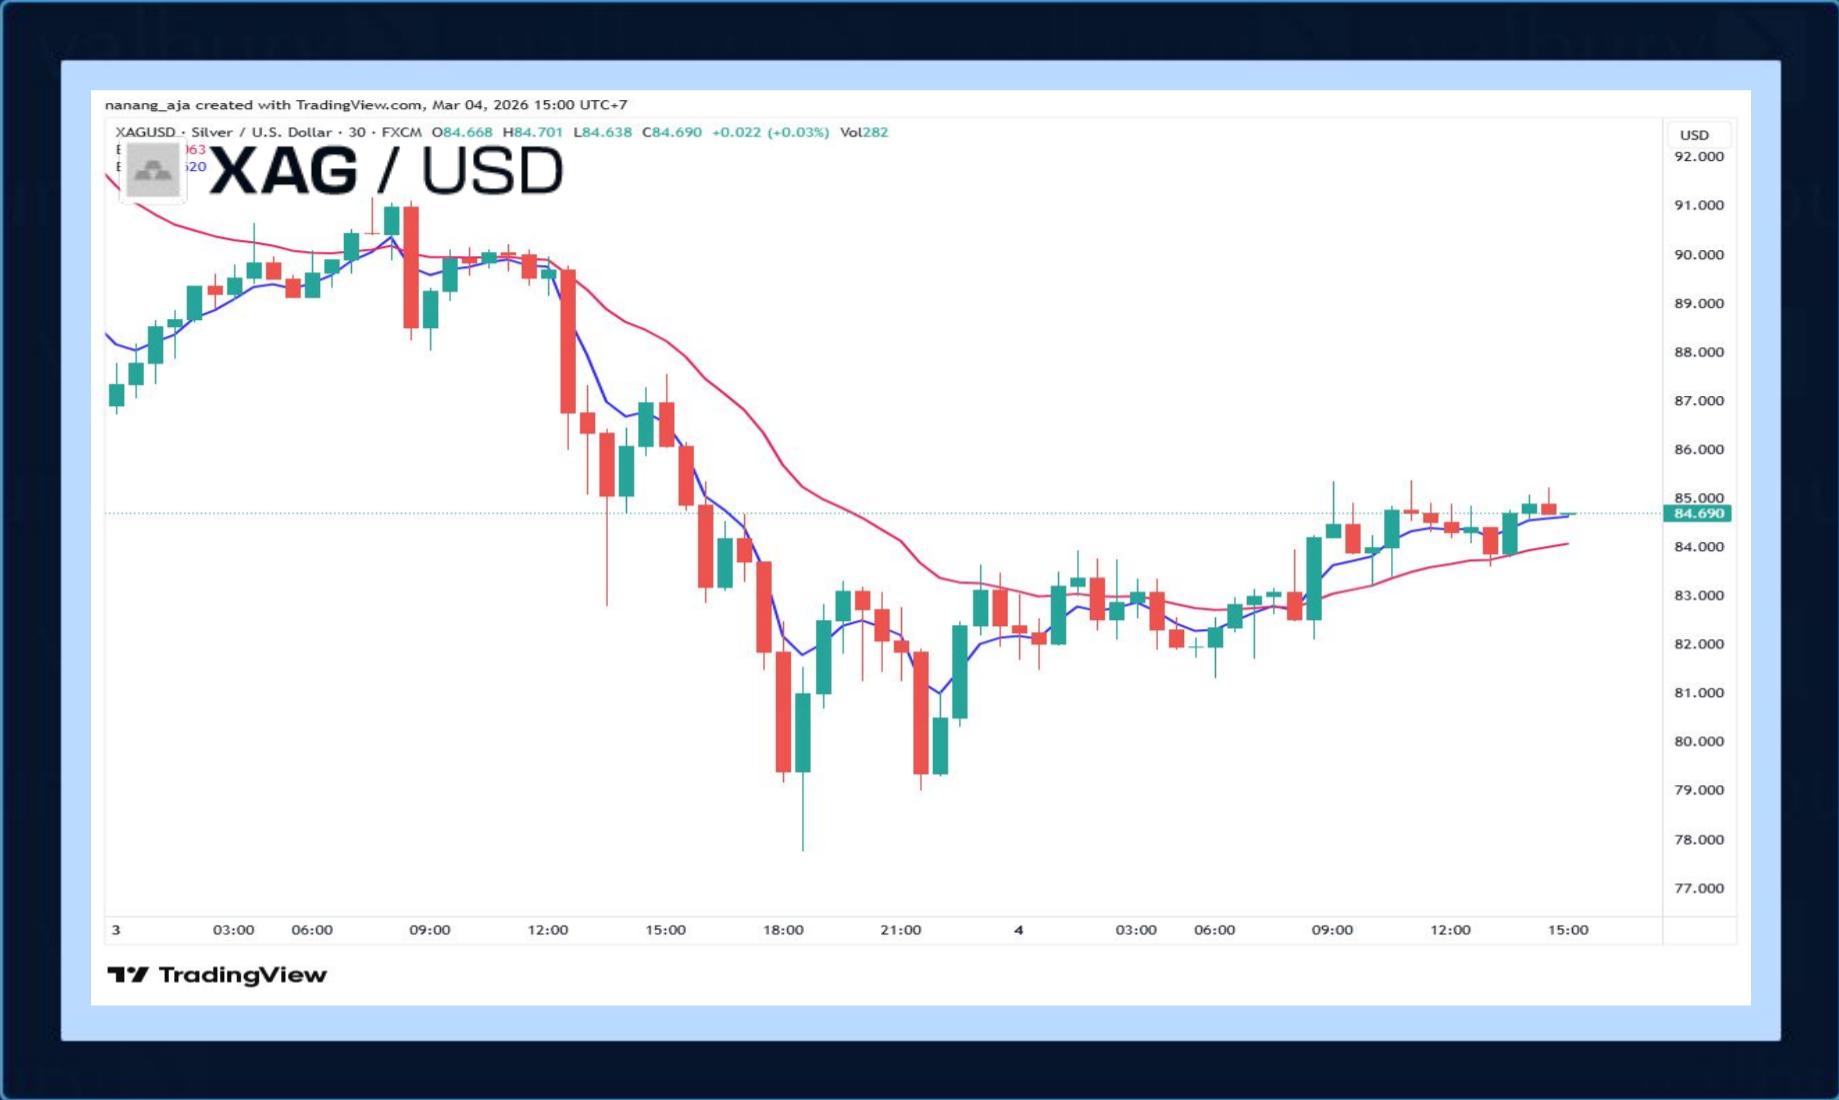 nanang_aja created with TradingView.com, Mar 04, 2026 15:00 UTC+7
XAGUSD · Silver / U.S. Dollar · 30 · FXCM O84.668 H84.701 L84.638 C84.690 +0.022 (+0.03%) Vol282
XAG / USD
USD
92.000
91.000
90.000
89.000
88.000
87.000
86.000
85.000
84.690
84.000
83.000
82.000
81.000
80.000
79.000
78.000
77.000
3 03:00 06:00 09:00 12:00 15:00 18:00 21:00 4 03:00 06:00 09:00 12:00 15:00
TradingView